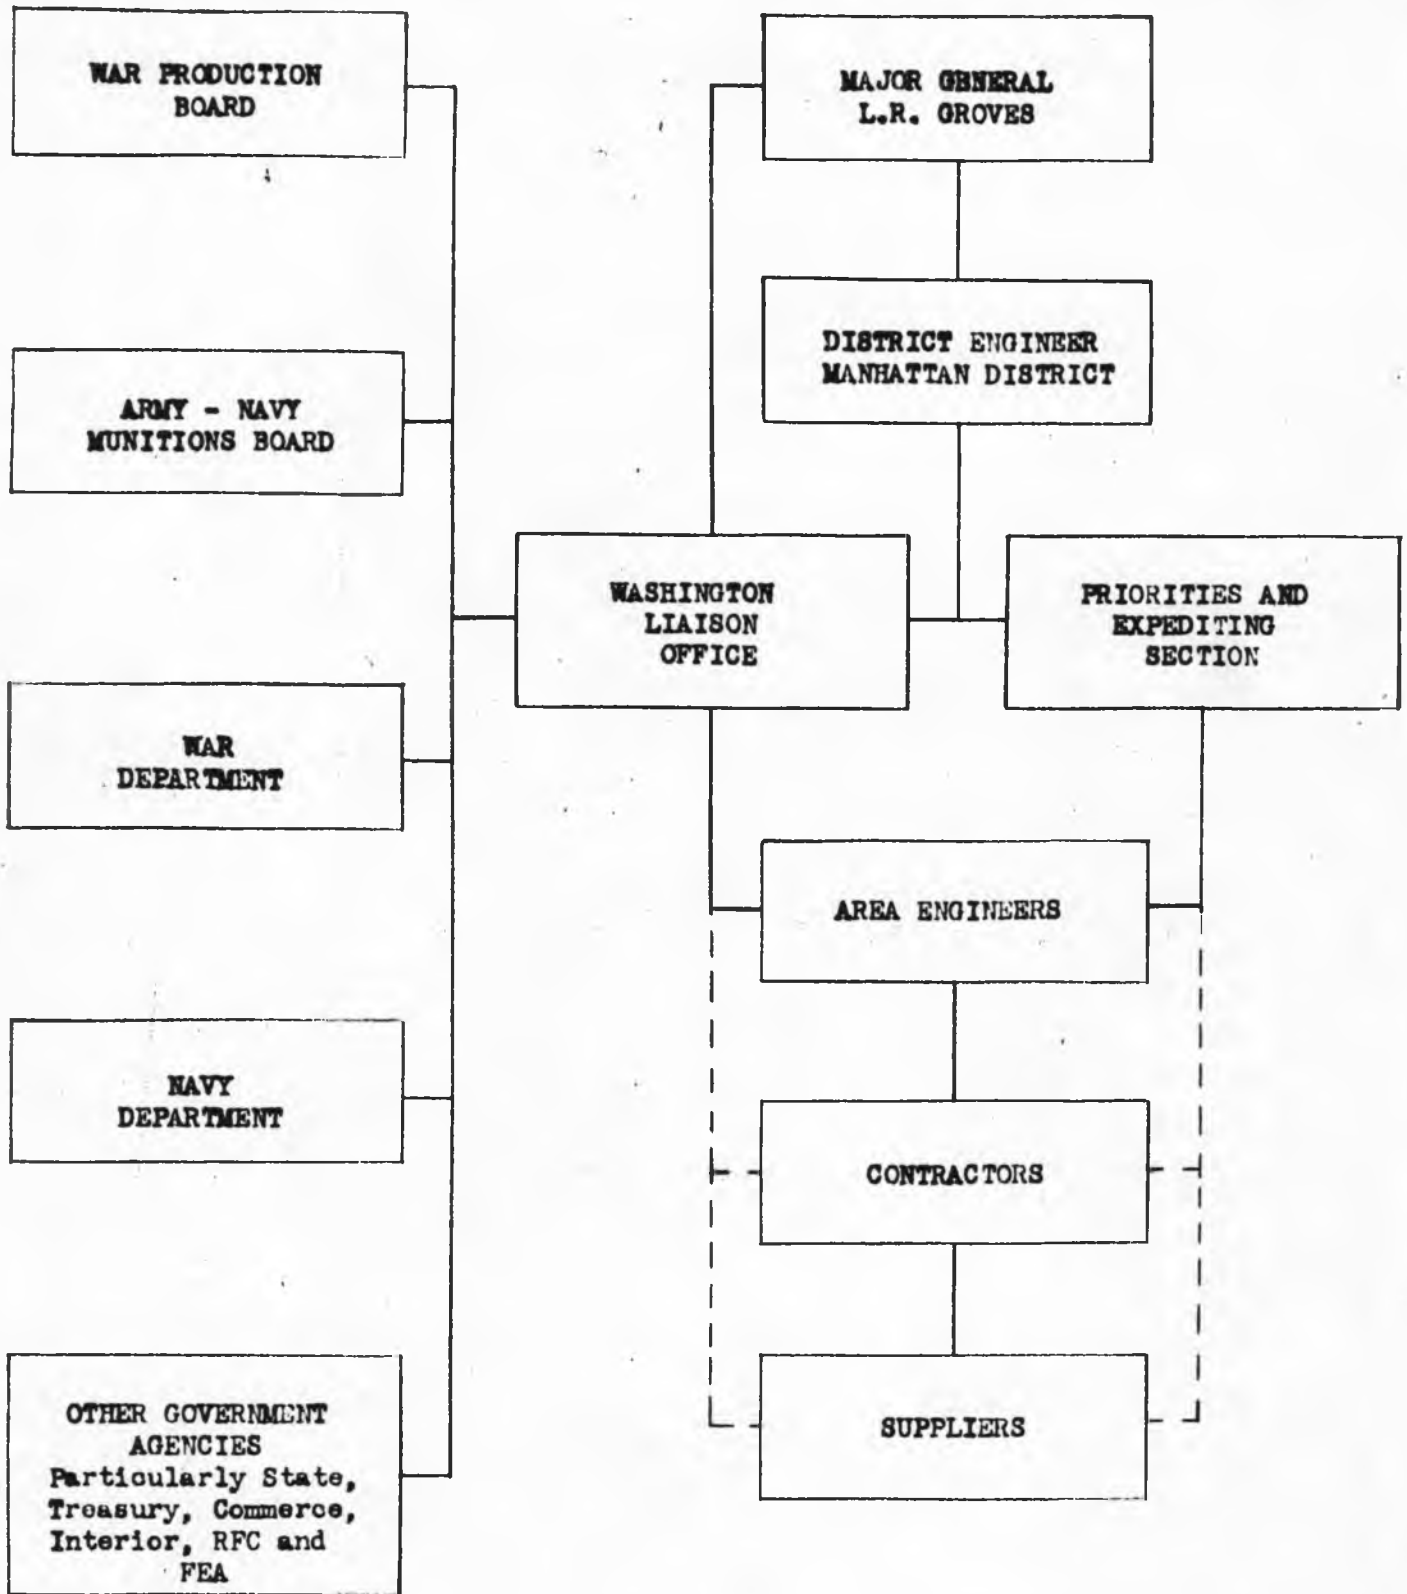 WAR PRODUCTION
BOARD
MAJOR GENERAL
L.R. GROVES
DISTRICT ENGINEER
MANHATTAN DISTRICT
ARMY - NAVY
MUNITIONS BOARD
WASHINGTON
LIAISON
OFFICE
PRIORITIES AND
EXPEDITING
SECTION
WAR
DEPARTMENT
AREA ENGINEERS
NAVY
DEPARTMENT
CONTRACTORS
OTHER GOVERNMENT
AGENCIES
Particularly State,
Treasury, Commerce,
Interior, RFC and
FEA
SUPPLIERS